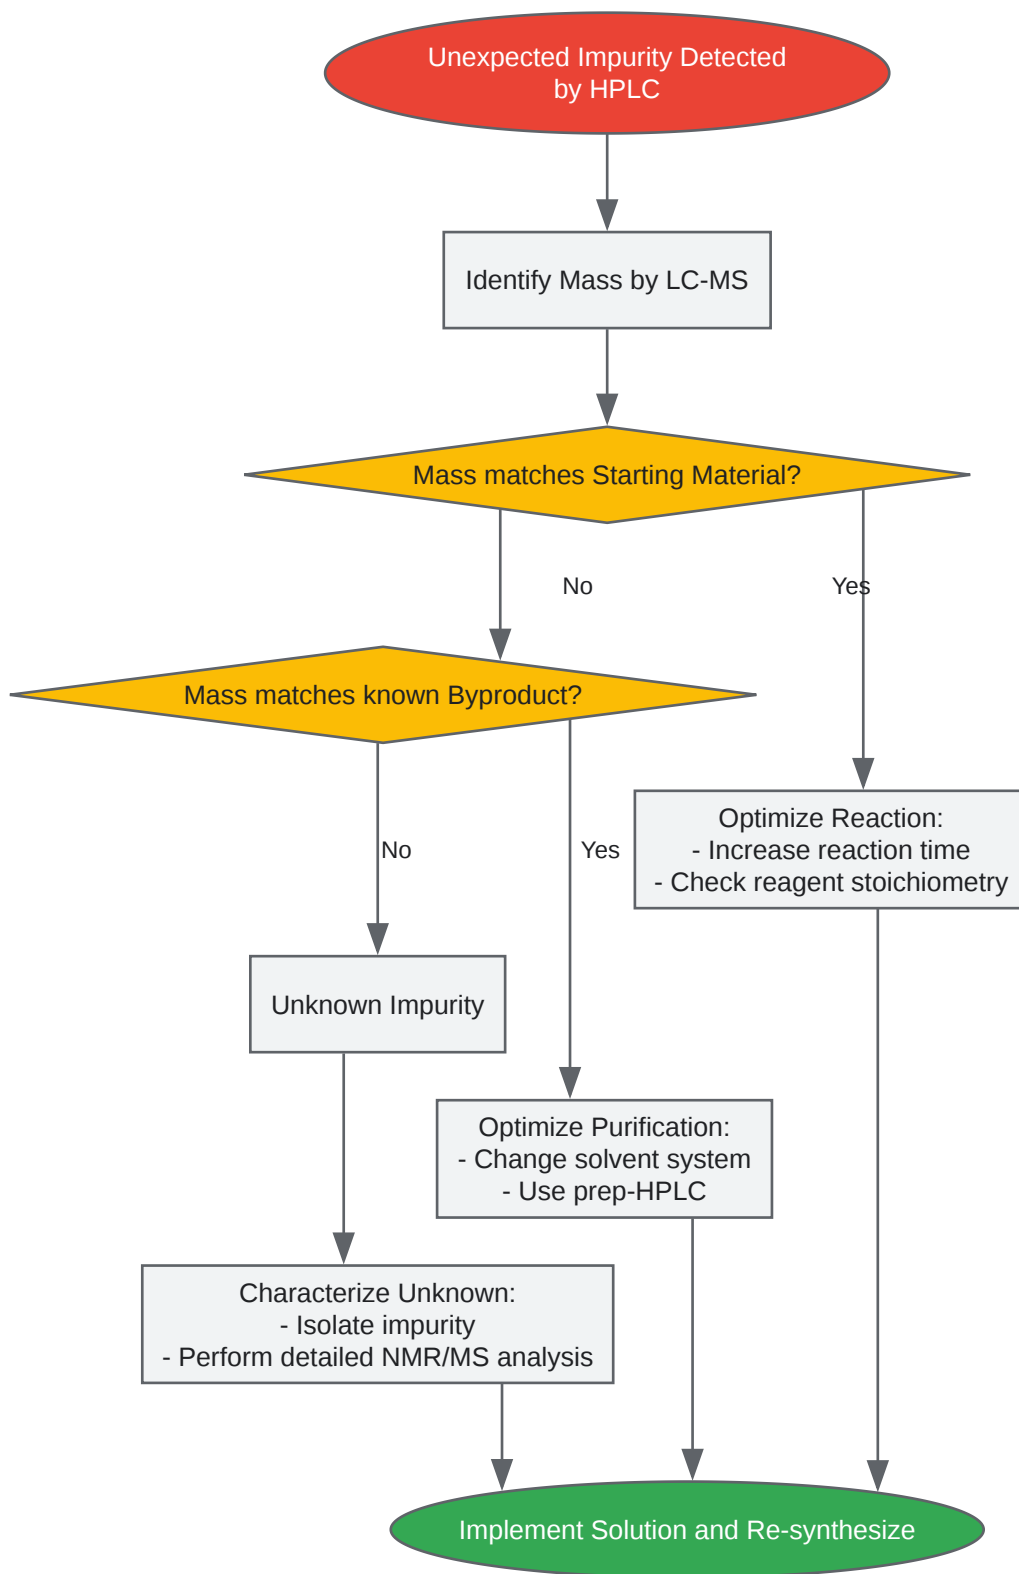 Unexpected Impurity Detected
by HPLC
Identify Mass by LC-MS
Mass matches Starting Material?
No
Yes
Mass matches known Byproduct?
Optimize Reaction:
- Increase reaction time
- Check reagent stoichiometry
No
Yes
Unknown Impurity
Optimize Purification:
- Change solvent system
- Use prep-HPLC
Characterize Unknown:
- Isolate impurity
- Perform detailed NMR/MS analysis
Implement Solution and Re-synthesize